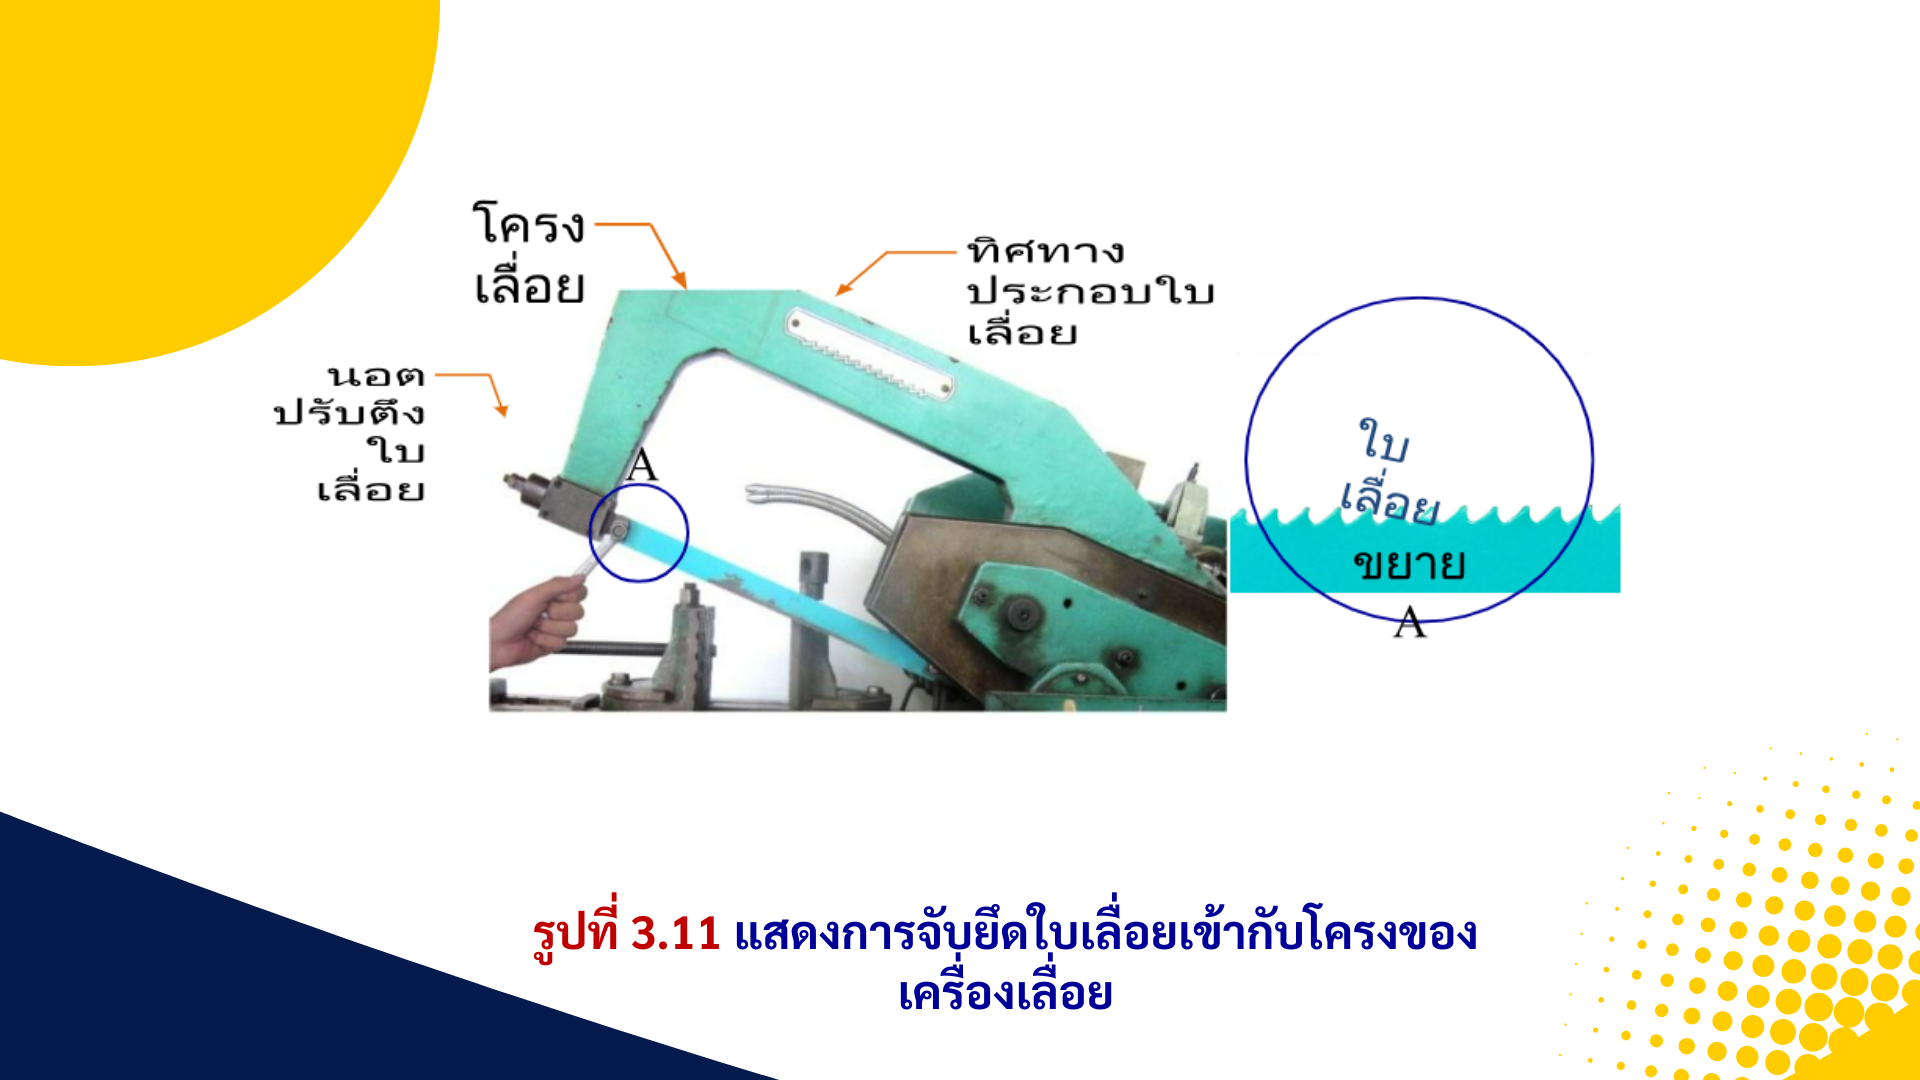 โครง
เลื่อย
ทิศทาง
ประกอบใบ
เลื่อย
นอต
ปรับตึง
ใบ
เลื่อย
A
ใบ
เลื่อย
ขยาย
A
รูปที่ 3.11 แสดงการจับยึดใบเลื่อยเข้ากับโครงของ
เครื่องเลื่อย